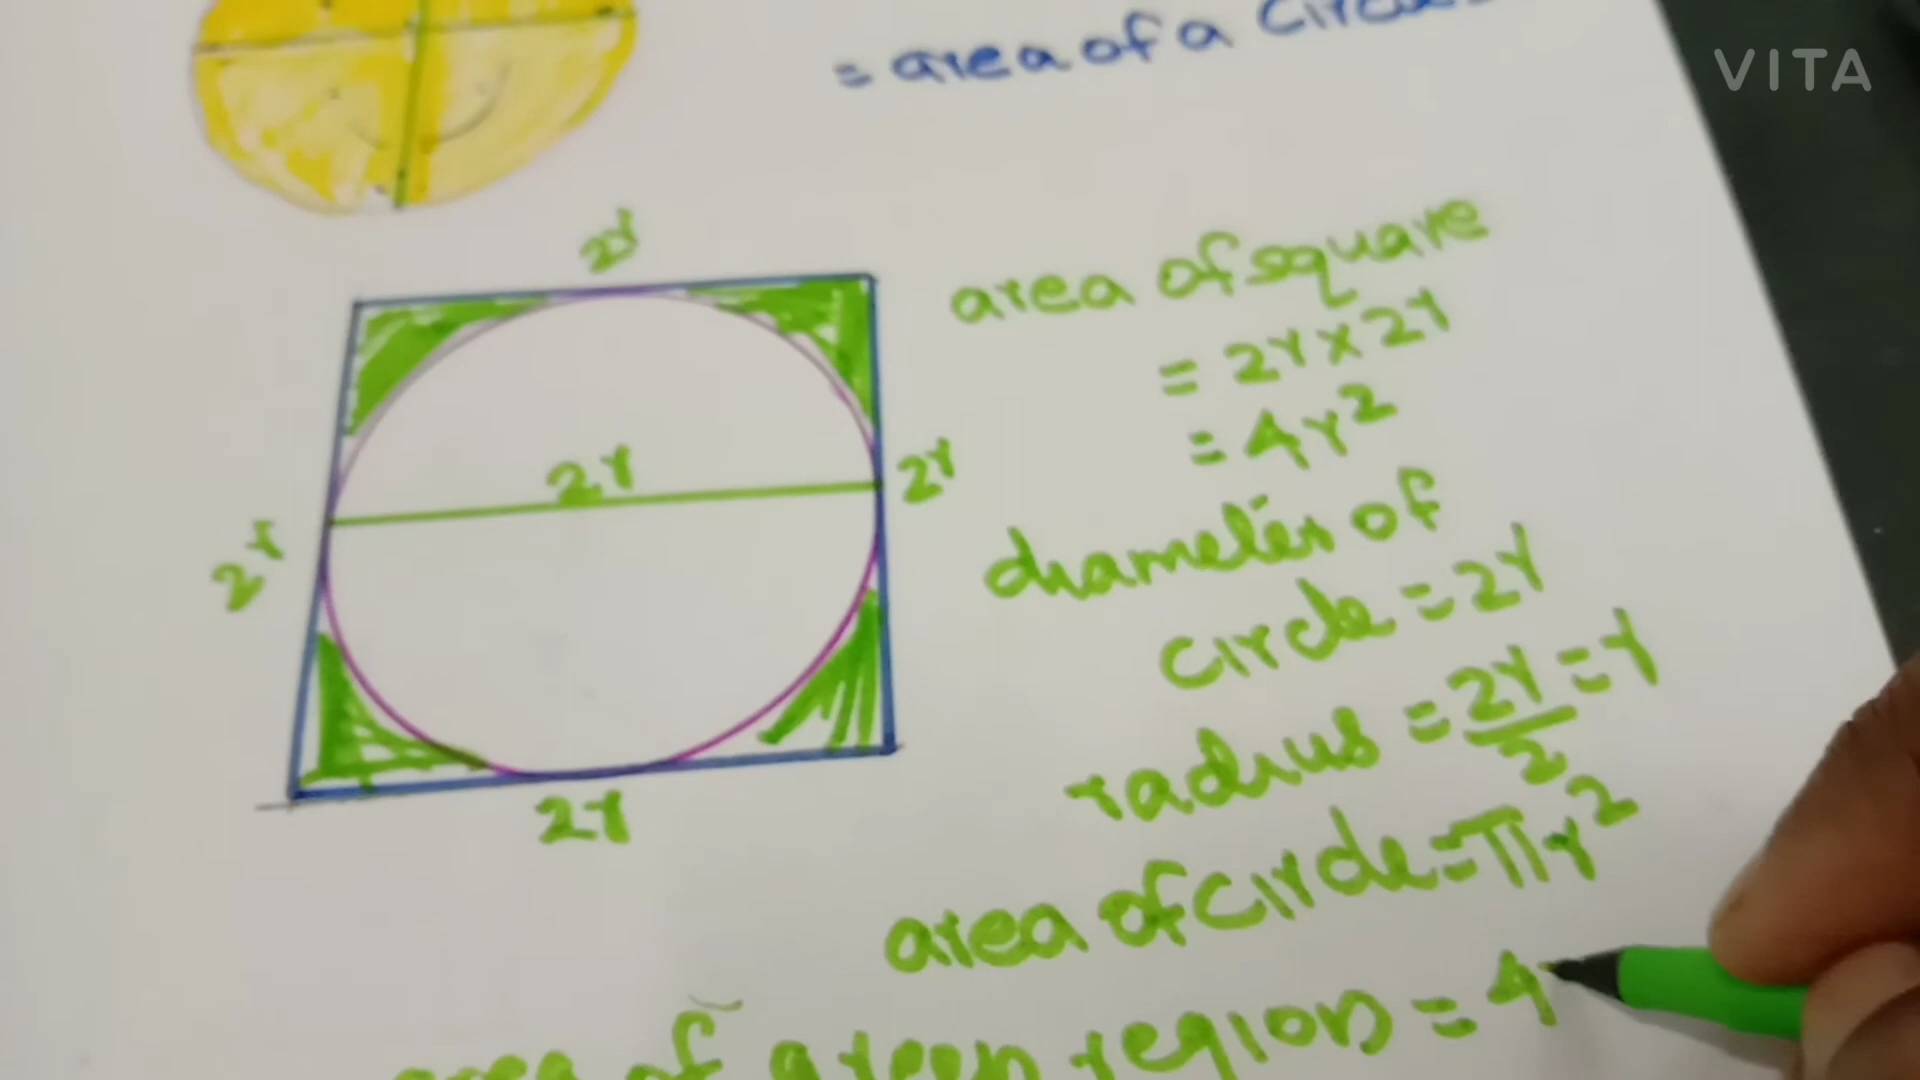 = area of a circle
VITA
2r
area of square
= 2r x 2r
= 4r²
2r
2r
2r
diameter of
circle = 2r
radius = 2r/2 = r
2r
area of circle = πr²
area of green region = 4